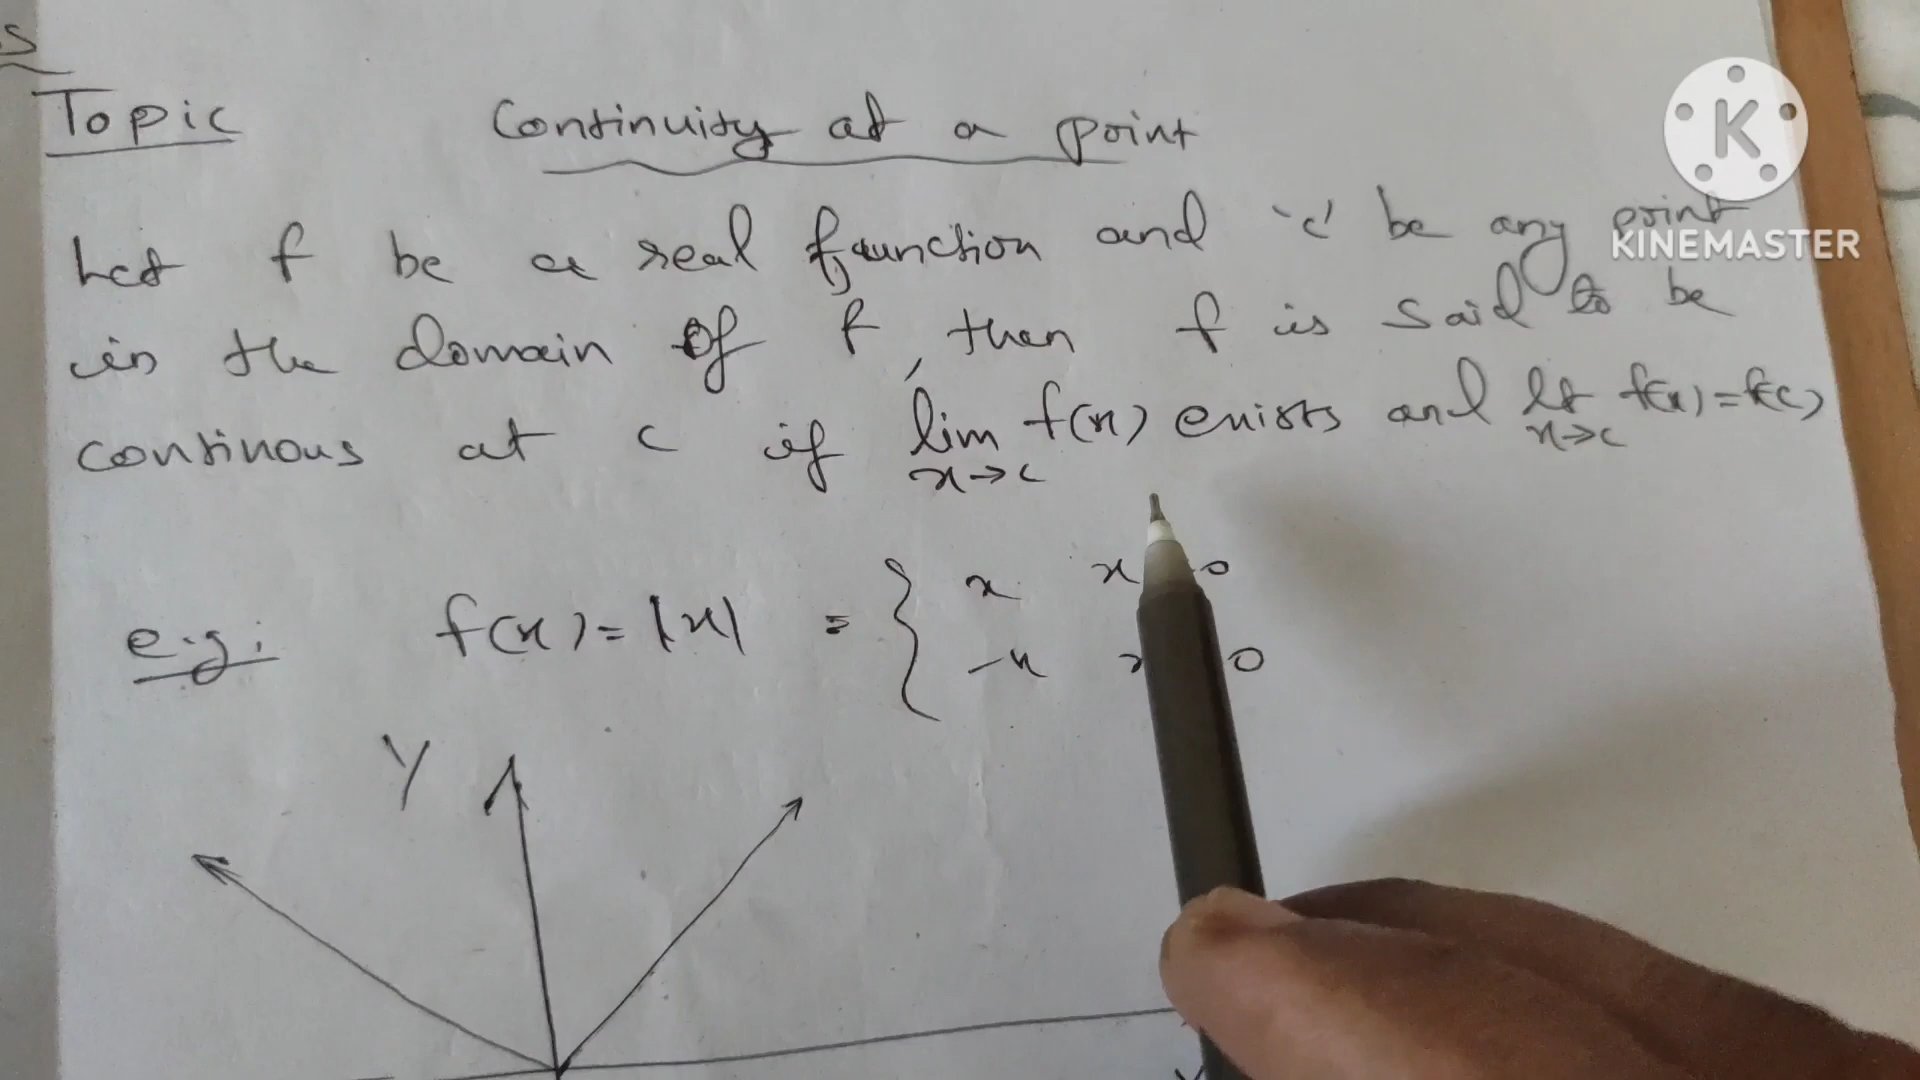 s
Topic Continuity at a point
Let f be a real function and 'c' be any point
in the domain of f, then f is said to be
continous at c if lim f(x) exists and lt f(x) = f(c)
x→c x→c
e.g: f(x) = |x| = { x x 0
-x 0
Y
K
KINEMASTER